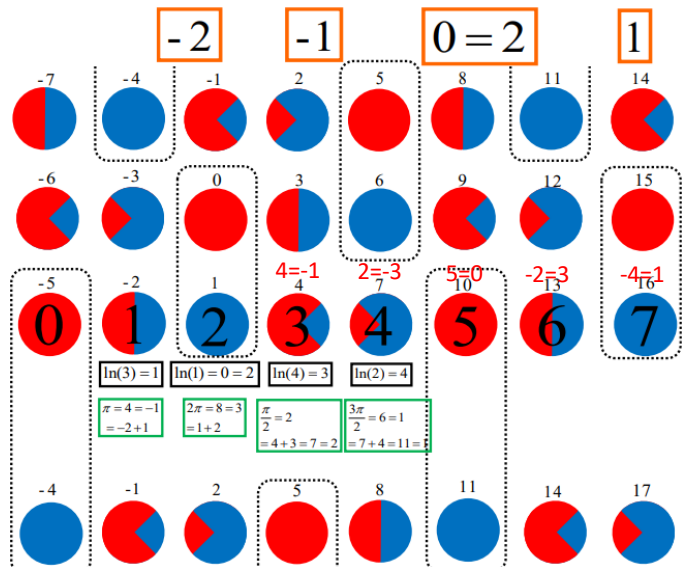 -2 -1 0=2 1
-7 -4 -1 2 5 8 11 14
-6 -3 0 3 6 9 12 15
4=-1 2=-3 5=0 -2=3 -4=1
-5 -2 1 4 7 10 13 16
0 1 2 3 4 5 6 7
ln(3)=1 ln(1)=0=2 ln(4)=3 ln(2)=4
π=4=-1
=-2+1
2π=8=3
=1+2
π/2=2
=4+3=7=2
3π/2=6=1
=7+4=11=1
-4 -1 2 5 8 11 14 17